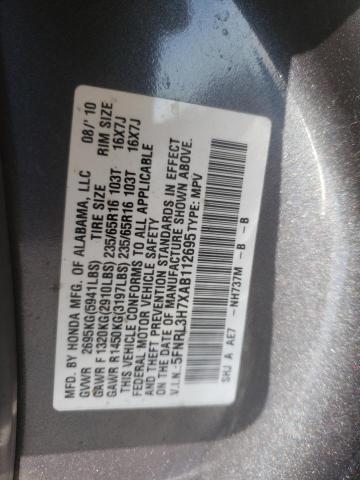 MFD. BY HONDA MFG. OF ALABAMA, LLC 08/'10
GVWR 2695KG(5941LBS) TIRE SIZE RIM SIZE
GAWR F 1320KG(2910LBS) 235/65R16 103T 16X7J
GAWR R1450KG(3197LBS) 235/65R16 103T 16X7J
THIS VEHICLE CONFORMS TO ALL APPLICABLE
FEDERAL MOTOR VEHICLE SAFETY
AND THEFT PREVENTION STANDARDS IN EFFECT
ON THE DATE OF MANUFACTURE SHOWN ABOVE.
V.I.N.:5FNRL3H7XAB112695 TYPE: MPV
SHJ A AE7 -NH737M -B -B